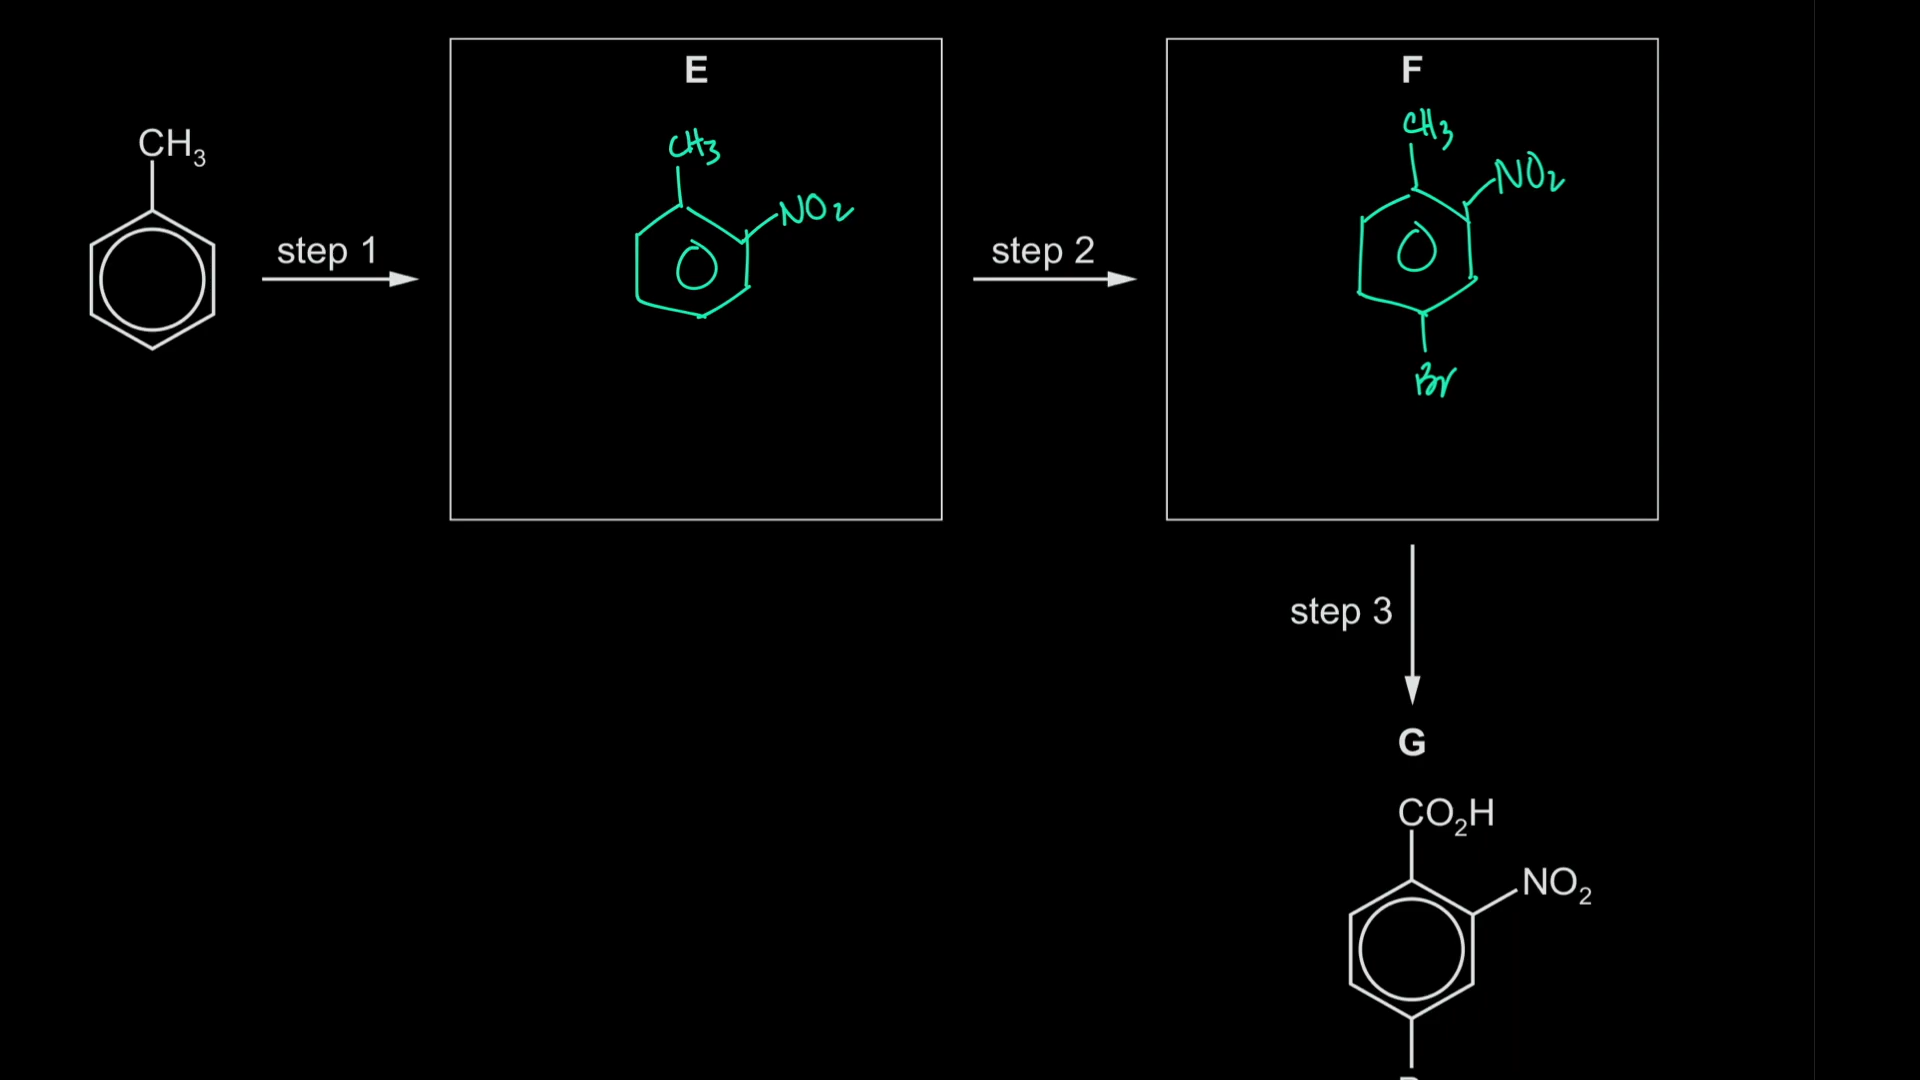 E
CH3
NO2
F
CH3
NO2
Br
CH3
step 1
step 2
step 3
G
CO2H
NO2